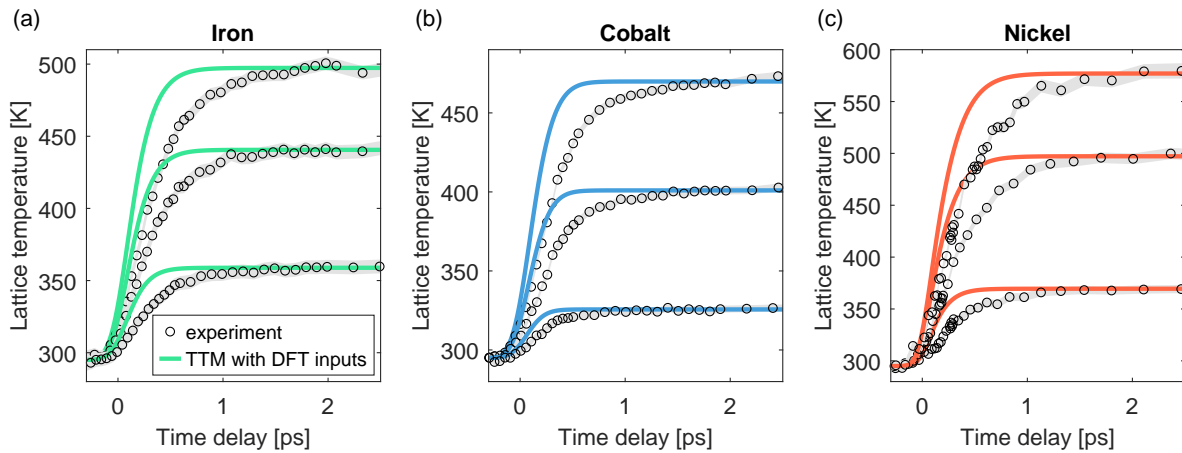 (a)
Iron
Lattice temperature [K]
500
450
400
350
300
0
1
2
Time delay [ps]
experiment
TTM with DFT inputs
(b)
Cobalt
Lattice temperature [K]
450
400
350
300
0
1
2
Time delay [ps]
(c)
Nickel
Lattice temperature [K]
600
550
500
450
400
350
300
0
1
2
Time delay [ps]